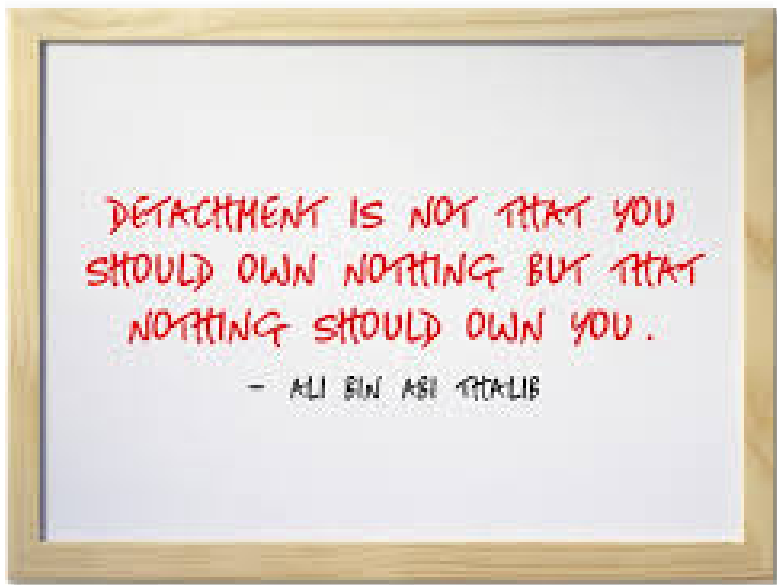 DETACHMENT IS NOT THAT YOU
SHOULD OWN NOTHING BUT THAT
NOTHING SHOULD OWN YOU.
- ALI BIN ABI THALIB